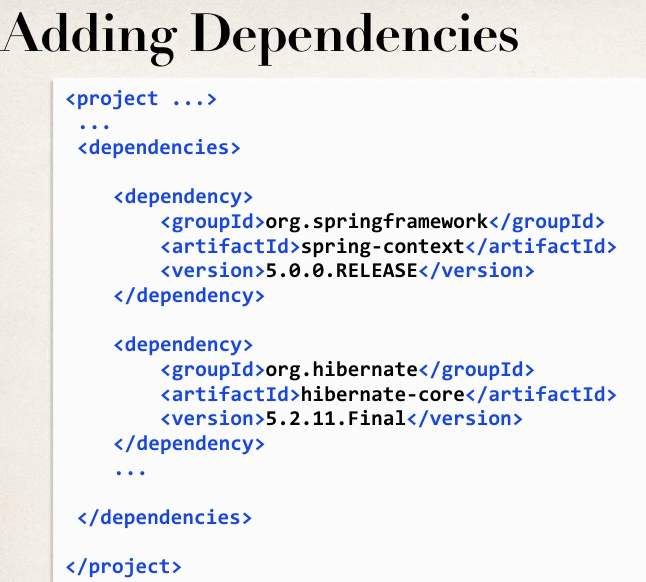 Adding Dependencies
<project ...>
...
<dependencies>
<dependency>
<groupId>org.springframework</groupId>
<artifactId>spring-context</artifactId>
<version>5.0.0.RELEASE</version>
</dependency>
<dependency>
<groupId>org.hibernate</groupId>
<artifactId>hibernate-core</artifactId>
<version>5.2.11.Final</version>
</dependency>
...
</dependencies>
</project>